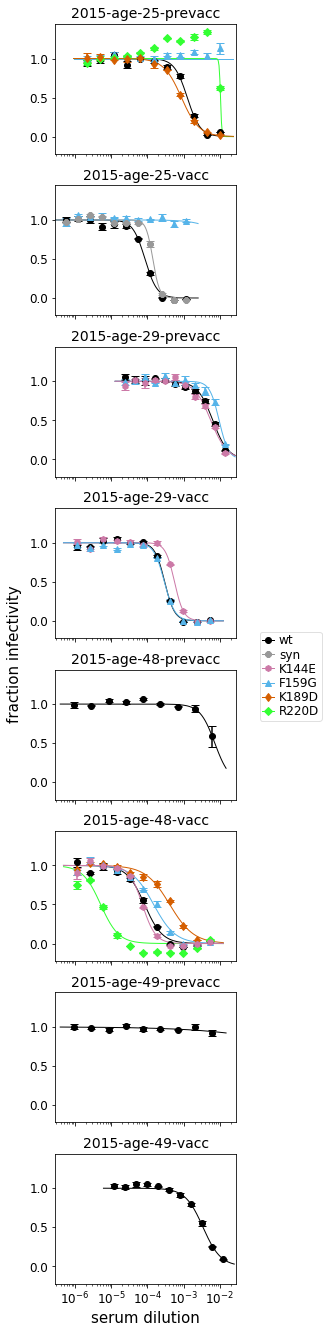 2015-age-25-prevacc
1.0
0.5
0.0
2015-age-25-vacc
1.0
0.5
0.0
2015-age-29-prevacc
1.0
0.5
0.0
2015-age-29-vacc
1.0
0.5
0.0
fraction infectivity
wt
syn
K144E
F159G
K189D
R220D
2015-age-48-prevacc
1.0
0.5
0.0
2015-age-48-vacc
1.0
0.5
0.0
2015-age-49-prevacc
1.0
0.5
0.0
2015-age-49-vacc
1.0
0.5
0.0
10⁻⁶ 10⁻⁵ 10⁻⁴ 10⁻³ 10⁻²
serum dilution